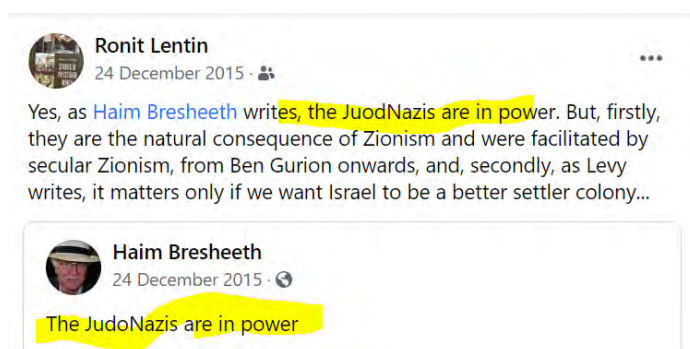 Ronit Lentin
24 December 2015 ·
Yes, as Haim Bresheeth writes, the JuodNazis are in power. But, firstly,
they are the natural consequence of Zionism and were facilitated by
secular Zionism, from Ben Gurion onwards, and, secondly, as Levy
writes, it matters only if we want Israel to be a better settler colony...
Haim Bresheeth
24 December 2015 ·
The JudoNazis are in power